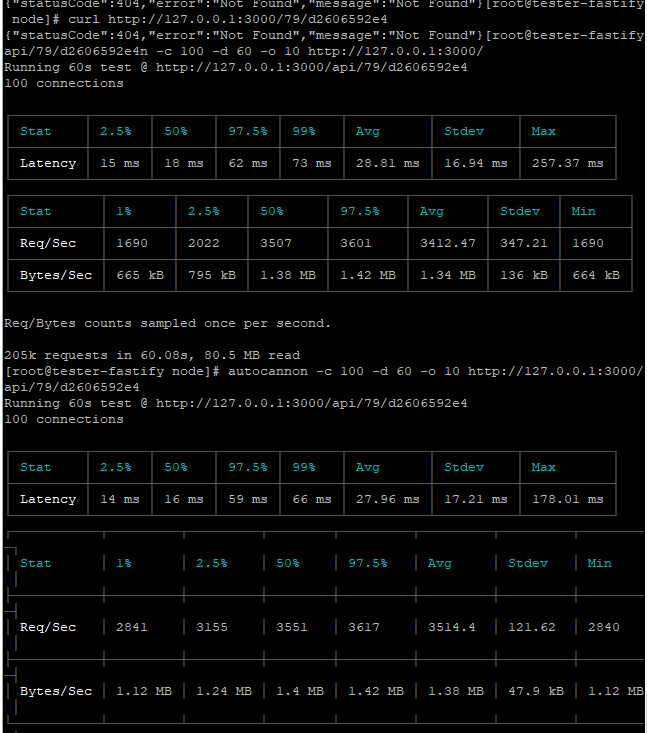 {"statusCode":404,"error":"Not Found","message":"Not Found"}[root@tester-fastify
 node]# curl http://127.0.0.1:3000/79/d2606592e4
{"statusCode":404,"error":"Not Found","message":"Not Found"}[root@tester-fastify
api/79/d2606592e4n -c 100 -d 60 -o 10 http://127.0.0.1:3000/
Running 60s test @ http://127.0.0.1:3000/api/79/d2606592e4
100 connections
Stat 2.5% 50% 97.5% 99% Avg Stdev Max
Latency 15 ms 18 ms 62 ms 73 ms 28.81 ms 16.94 ms 257.37 ms
Stat 1% 2.5% 50% 97.5% Avg Stdev Min
Req/Sec 1690 2022 3507 3601 3412.47 347.21 1690
Bytes/Sec 665 kB 795 kB 1.38 MB 1.42 MB 1.34 MB 136 kB 664 kB
Req/Bytes counts sampled once per second.
205k requests in 60.08s, 80.5 MB read
[root@tester-fastify node]# autocannon -c 100 -d 60 -o 10 http://127.0.0.1:3000/
api/79/d2606592e4
Running 60s test @ http://127.0.0.1:3000/api/79/d2606592e4
100 connections
Stat 2.5% 50% 97.5% 99% Avg Stdev Max
Latency 14 ms 16 ms 59 ms 66 ms 27.96 ms 17.21 ms 178.01 ms
Stat 1% 2.5% 50% 97.5% Avg Stdev Min
Req/Sec 2841 3155 3551 3617 3514.4 121.62 2840
Bytes/Sec 1.12 MB 1.24 MB 1.4 MB 1.42 MB 1.38 MB 47.9 kB 1.12 MB